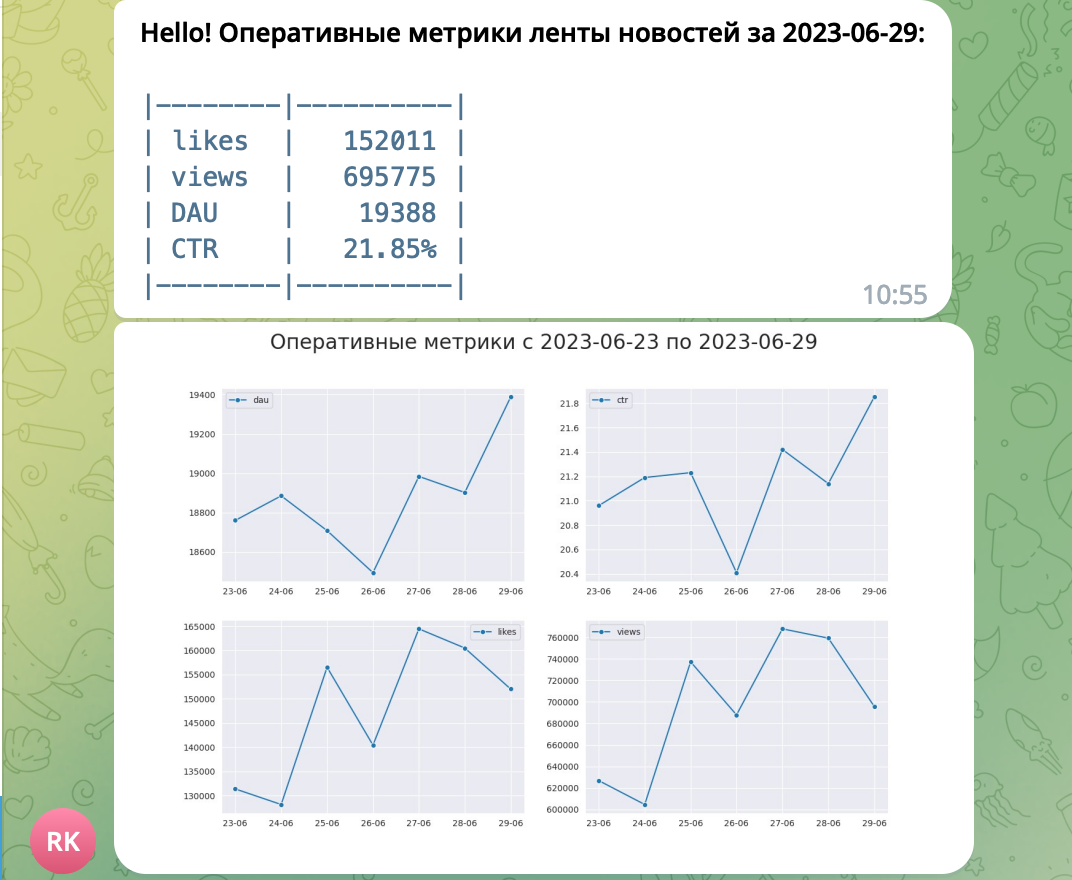 Hello! Оперативные метрики ленты новостей за 2023-06-29:
|--------|----------|
| likes | 152011 |
| views | 695775 |
| DAU | 19388 |
| CTR | 21.85% |
|--------|----------|
10:55
Оперативные метрики с 2023-06-23 по 2023-06-29
dau
19400
19200
19000
18800
18600
23-06 24-06 25-06 26-06 27-06 28-06 29-06
ctr
21.8
21.6
21.4
21.2
21.0
20.8
20.6
20.4
23-06 24-06 25-06 26-06 27-06 28-06 29-06
likes
165000
160000
155000
150000
145000
140000
135000
130000
23-06 24-06 25-06 26-06 27-06 28-06 29-06
views
760000
740000
720000
700000
680000
660000
640000
620000
600000
23-06 24-06 25-06 26-06 27-06 28-06 29-06
RK